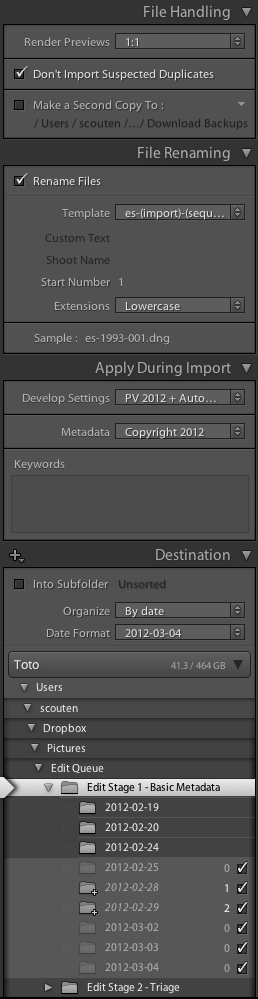 File Handling
Render Previews 1:1
Don't Import Suspected Duplicates
Make a Second Copy To :
/ Users / scouten /.../ Download Backups
File Renaming
Rename Files
Template es-(import)-(sequ...
Custom Text
Shoot Name
Start Number 1
Extensions Lowercase
Sample : es-1993-001.dng
Apply During Import
Develop Settings PV 2012 + Auto...
Metadata Copyright 2012
Keywords
Destination
Into Subfolder Unsorted
Organize By date
Date Format 2012-03-04
Toto 41.3 / 464 GB
Users
scouten
Dropbox
Pictures
Edit Queue
Edit Stage 1 - Basic Metadata
2012-02-19
2012-02-20
2012-02-24
2012-02-25 0
2012-02-28 1
2012-02-29 2
2012-03-02 0
2012-03-03 0
2012-03-04 0
Edit Stage 2 - Triage